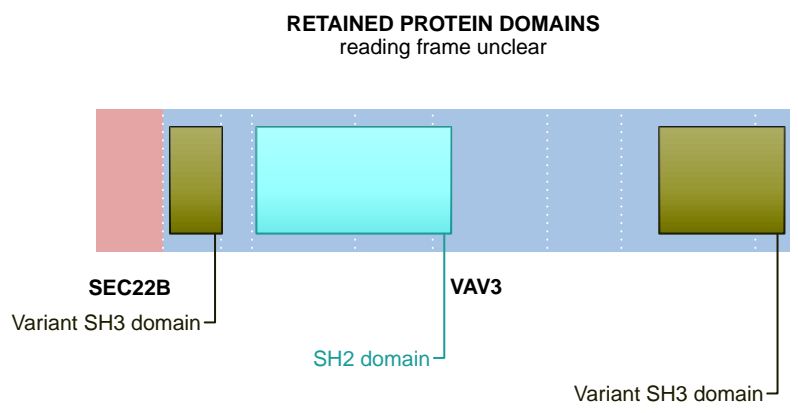 RETAINED PROTEIN DOMAINS
reading frame unclear
SEC22B
VAV3
Variant SH3 domain
SH2 domain
Variant SH3 domain